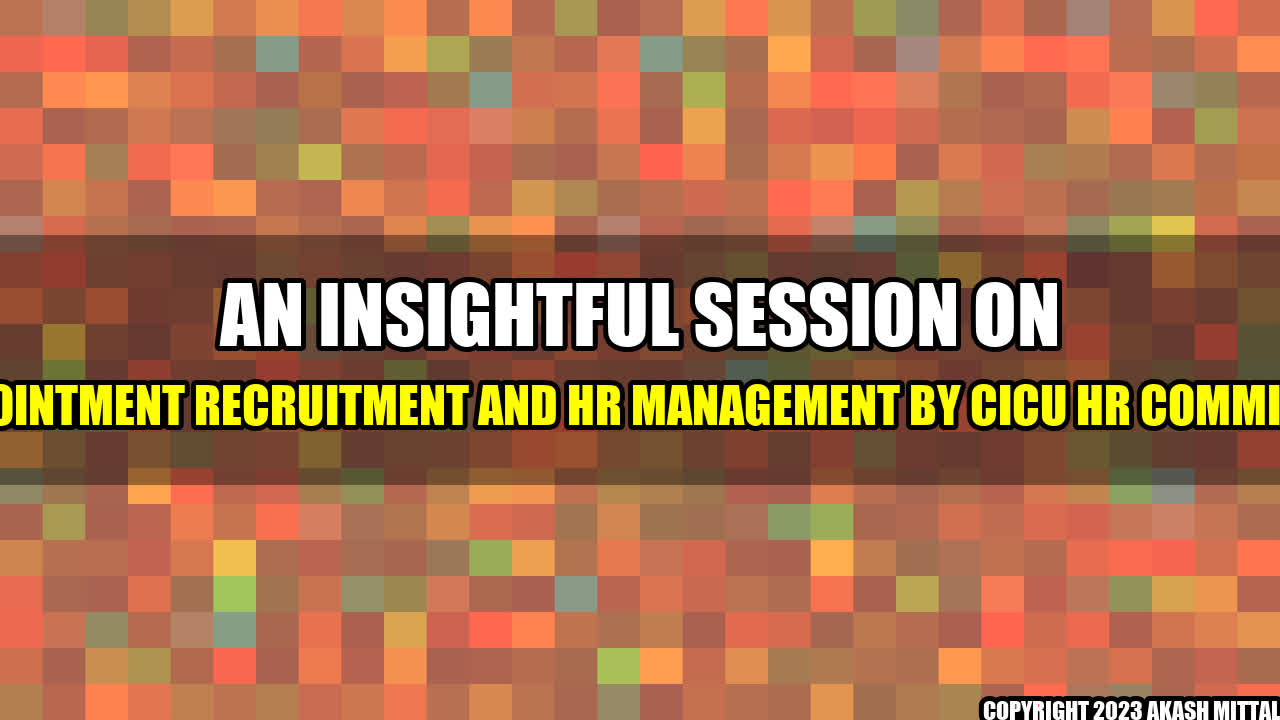 AN INSIGHTFUL SESSION ON
OINTMENT RECRUITMENT AND HR MANAGEMENT BY CICU HR COMMI
COPYRIGHT 2023 AKASH MITTAL